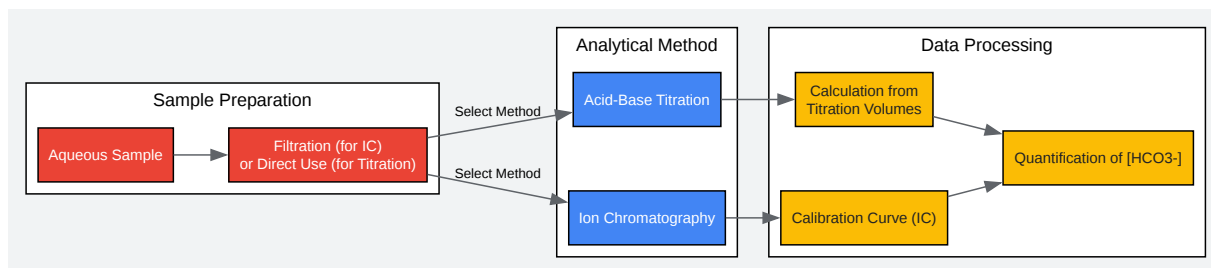 Sample Preparation
Aqueous Sample
Filtration (for IC)
or Direct Use (for Titration)
Select Method
Select Method
Analytical Method
Acid-Base Titration
Ion Chromatography
Data Processing
Calculation from
Titration Volumes
Calibration Curve (IC)
Quantification of [HCO3-]